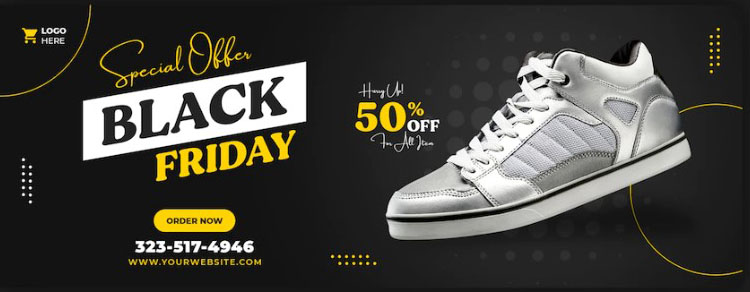 LOGO
HERE
Special Offer
BLACK
FRIDAY
Hurry Up!
50% OFF
For All Item
ORDER NOW
323-517-4946
WWW.YOURWEBSITE.COM